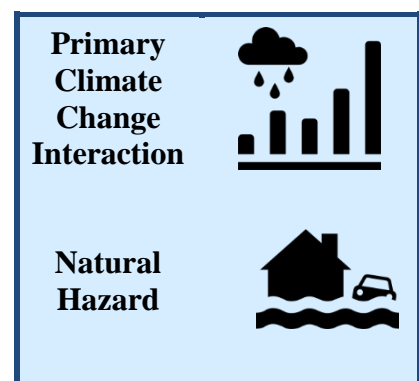 Primary
Climate
Change
Interaction
Natural
Hazard